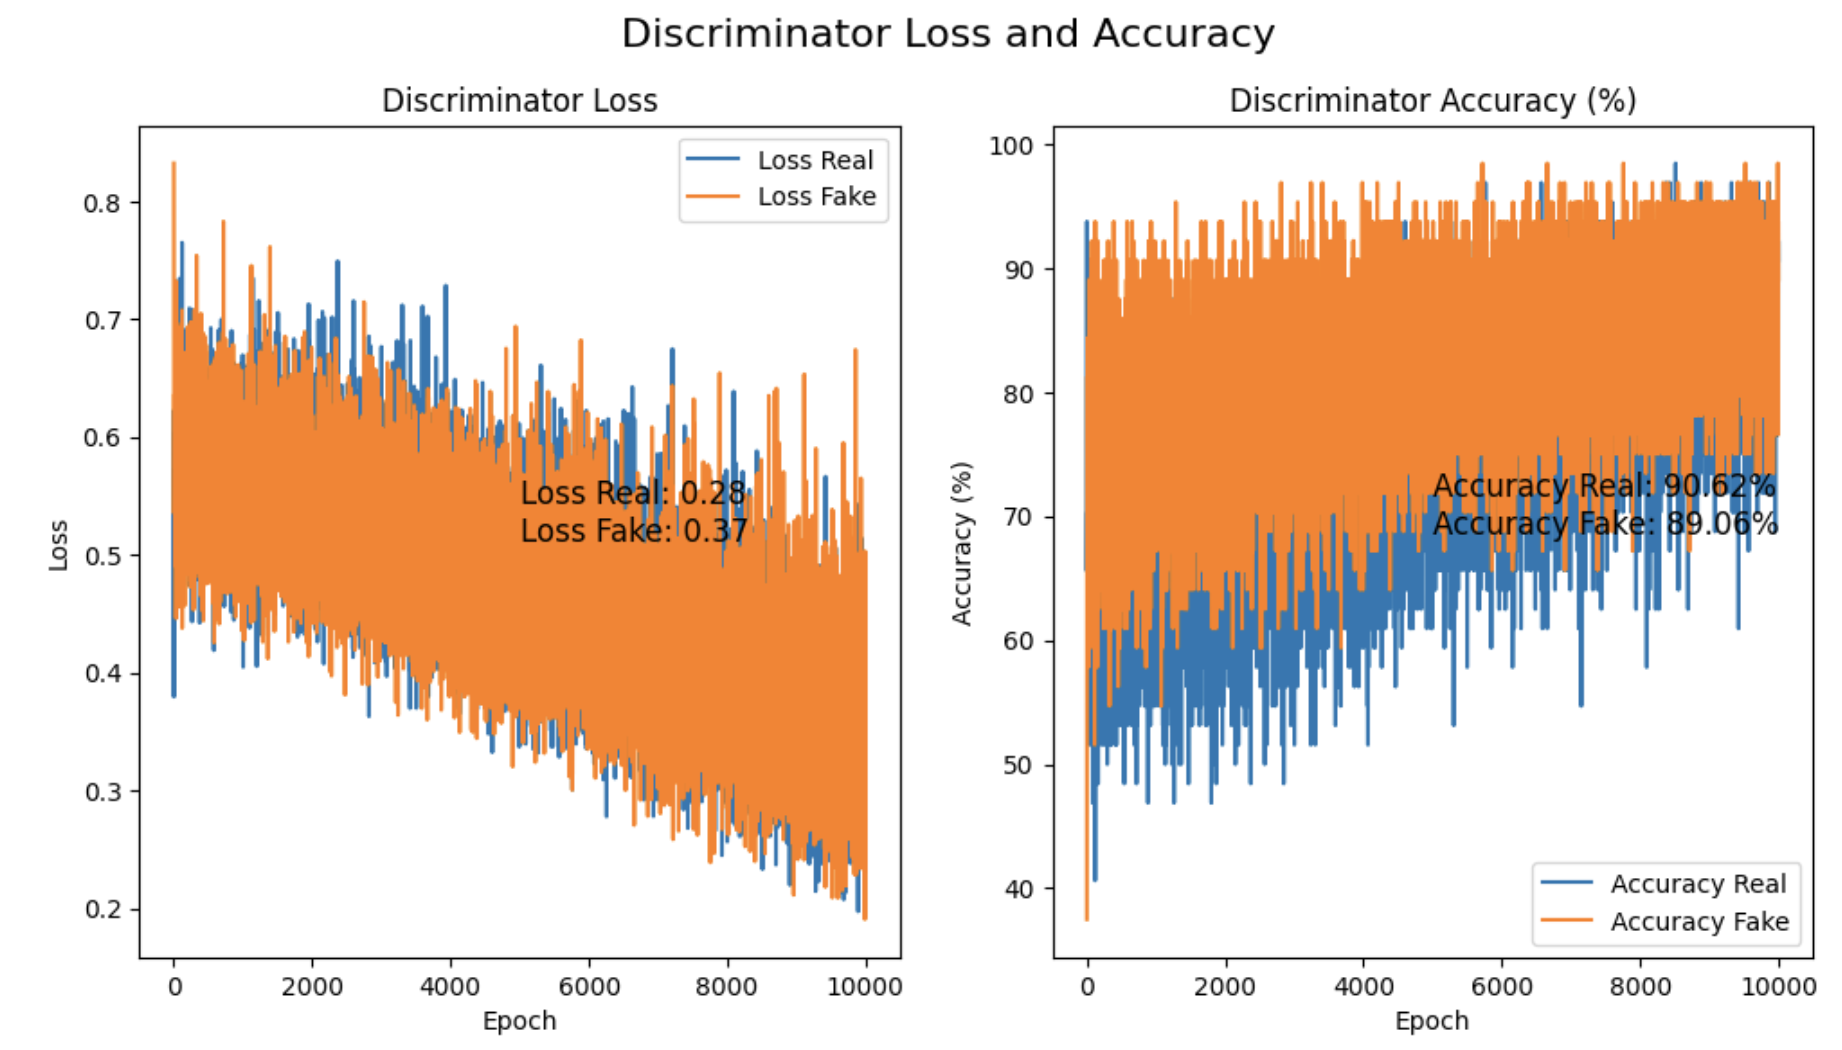 Discriminator Loss and Accuracy
Discriminator Loss
Loss Real
Loss Fake
0.8
0.7
0.6
0.5
0.4
0.3
0.2
Loss
Loss Real: 0.28
Loss Fake: 0.37
0 2000 4000 6000 8000 10000
Epoch
Discriminator Accuracy (%)
100
90
80
70
60
50
40
Accuracy (%)
Accuracy Real: 90.62%
Accuracy Fake: 89.06%
Accuracy Real
Accuracy Fake
0 2000 4000 6000 8000 10000
Epoch